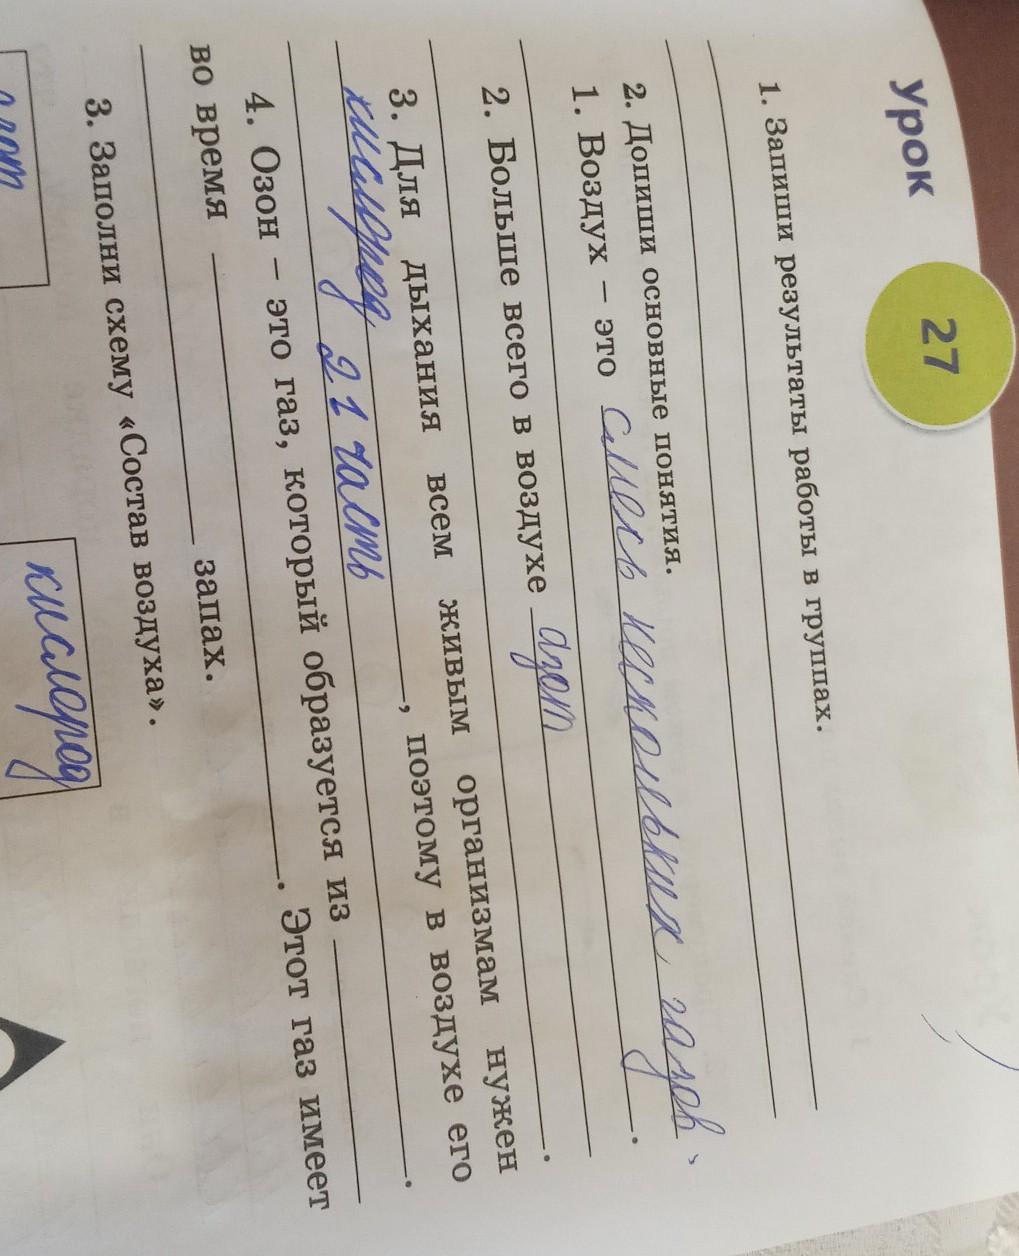 Урок 27
1. Запиши результаты работы в группах.
2. Допиши основные понятия.
1. Воздух – это смесь нескольких газов.
2. Больше всего в воздухе азот.
3. Для дыхания всем живым организмам нужен
кислород, поэтому в воздухе его
21 часть.
4. Озон – это газ, который образуется из
во время . Этот газ имеет
запах.
3. Заполни схему «Состав воздуха».
азот кислород